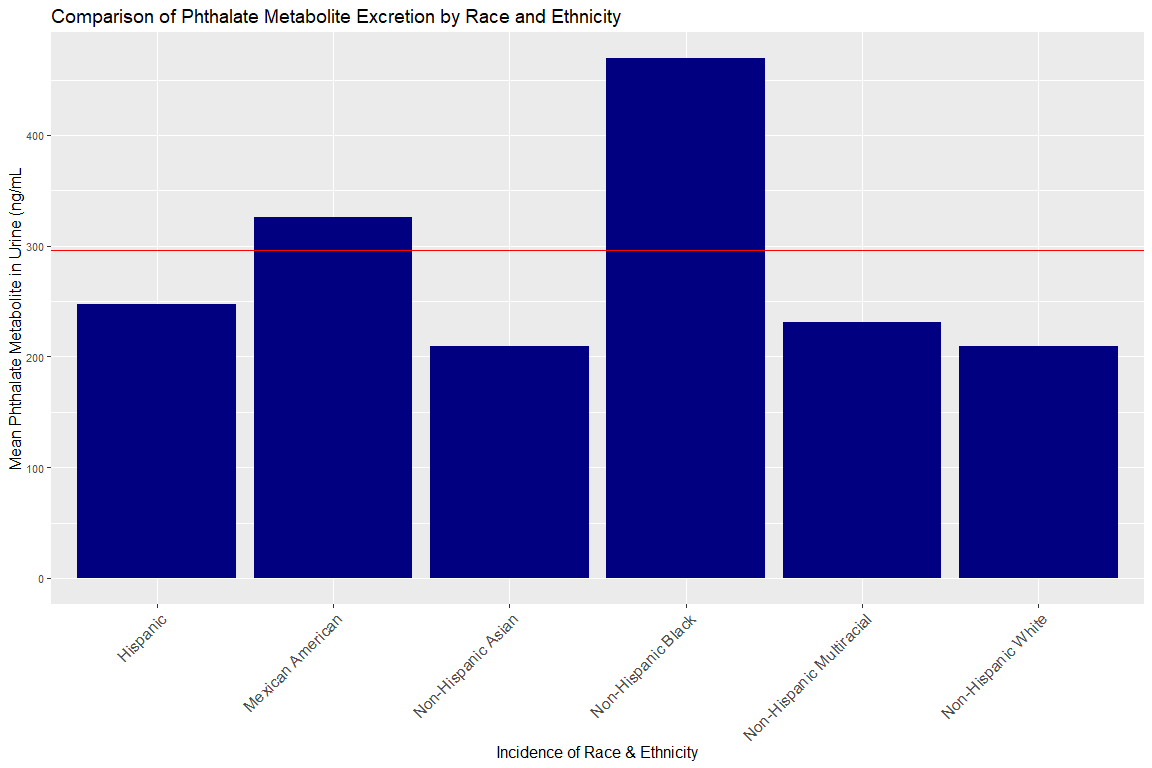 Comparison of Phthalate Metabolite Excretion by Race and Ethnicity
Mean Phthalate Metabolite in Urine (ng/mL
400
300
200
100
0
Hispanic
Mexican American
Non-Hispanic Asian
Non-Hispanic Black
Non-Hispanic Multiracial
Non-Hispanic White
Incidence of Race & Ethnicity